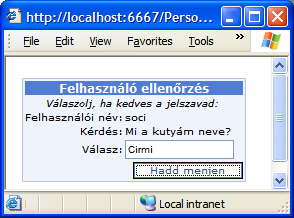 http://localhost:6667/Perso...
File Edit View Favorites Tools »
Felhasználó ellenőrzés
Válaszolj, ha kedves a jelszavad:
Felhasználói név: soci
Kérdés: Mi a kutyám neve?
Válasz: Cirmi
Hadd menjen
Local intranet